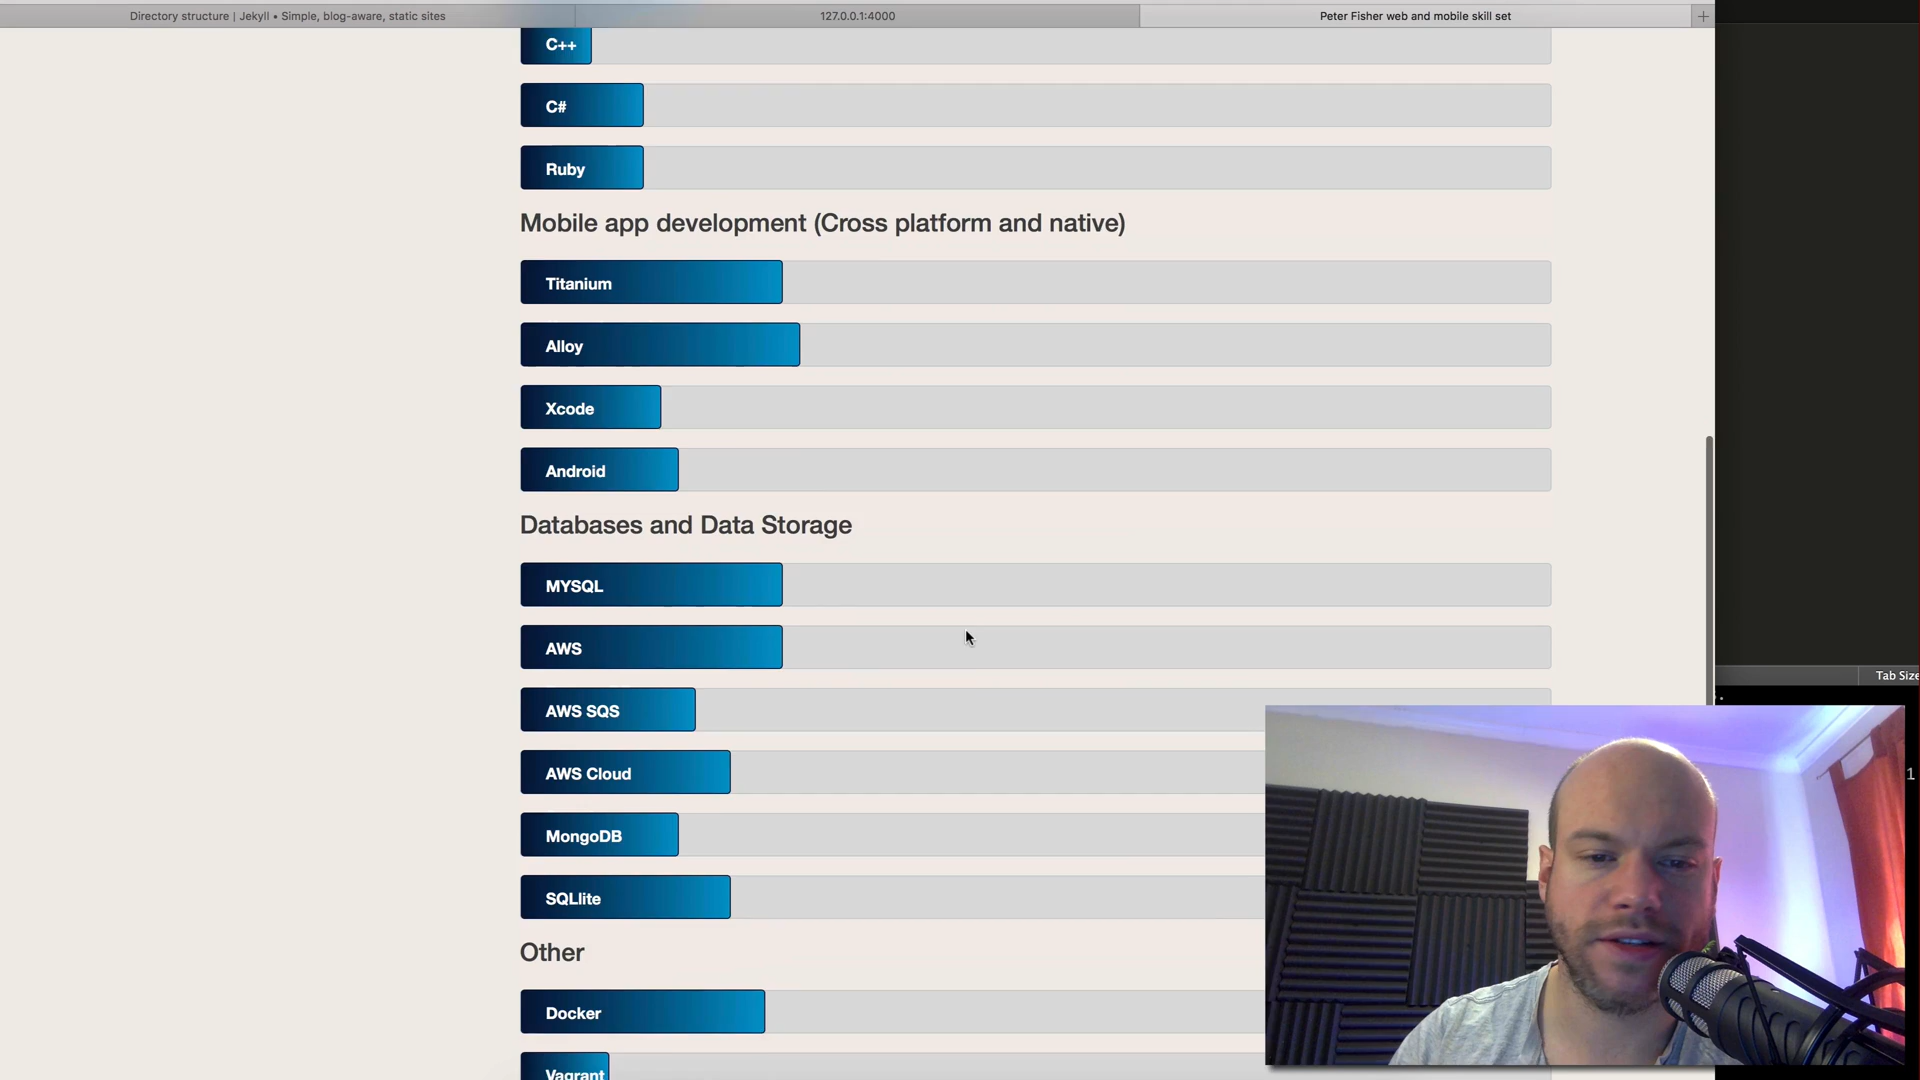 Directory structure | Jekyll • Simple, blog-aware, static sites
127.0.0.1:4000
Peter Fisher web and mobile skill set
+
C++
C#
Ruby
Mobile app development (Cross platform and native)
Titanium
Alloy
Xcode
Android
Databases and Data Storage
MYSQL
AWS
Tab Size
AWS SQS
AWS Cloud
1
MongoDB
SQLlite
Other
Docker
Vagrant